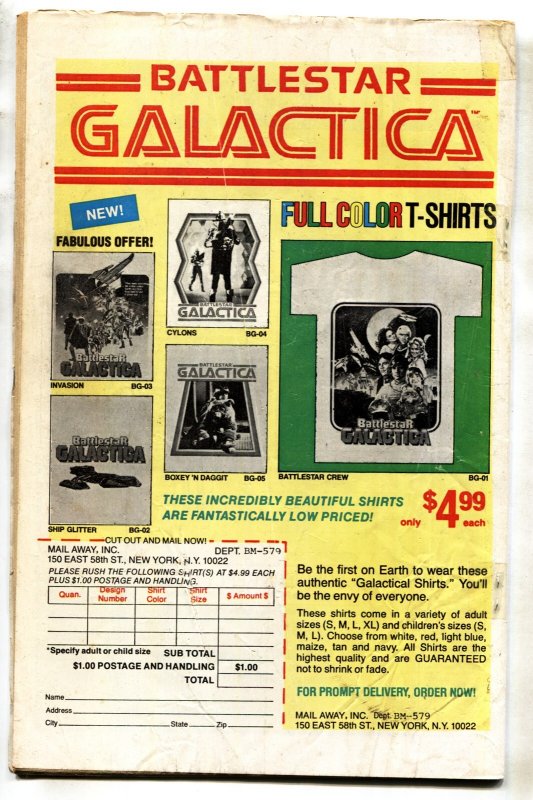 BATTLESTAR
GALACTICA™
NEW!
FABULOUS OFFER!
FULL COLOR T-SHIRTS
BATTLESTAR
GALACTICA
CYLONS BG-04
BattlestaR
GALACTICA
INVASION BG-03
BATTLESTAR
GALACTICA
BOXEY 'N DAGGIT BG-05
BattlestaR
GALACTICA
BATTLESTAR CREW BG-01
BattlestaR
GALACTICA
SHIP GLITTER BG-02
THESE INCREDIBLY BEAUTIFUL SHIRTS
ARE FANTASTICALLY LOW PRICED!
only $4.99 each
CUT OUT AND MAIL NOW!
MAIL AWAY, INC. DEPT. BM-579
150 EAST 58th ST., NEW YORK, N.Y. 10022
PLEASE RUSH THE FOLLOWING SHIRT(S) AT $4.99 EACH
PLUS $1.00 POSTAGE AND HANDLING.
Quan. Design Number Shirt Color Shirt Size $ Amount $
*Specify adult or child size SUB TOTAL
$1.00 POSTAGE AND HANDLING $1.00
TOTAL
Name
Address
City State Zip
Be the first on Earth to wear these
authentic "Galactical Shirts." You'll
be the envy of everyone.
These shirts come in a variety of adult
sizes (S, M, L, XL) and children's sizes (S,
M, L). Choose from white, red, light blue,
maize, tan and navy. All Shirts are the
highest quality and are GUARANTEED
not to shrink or fade.
FOR PROMPT DELIVERY, ORDER NOW!
MAIL AWAY, INC. Dept. BM-579
150 EAST 58th ST., NEW YORK, N.Y. 10022